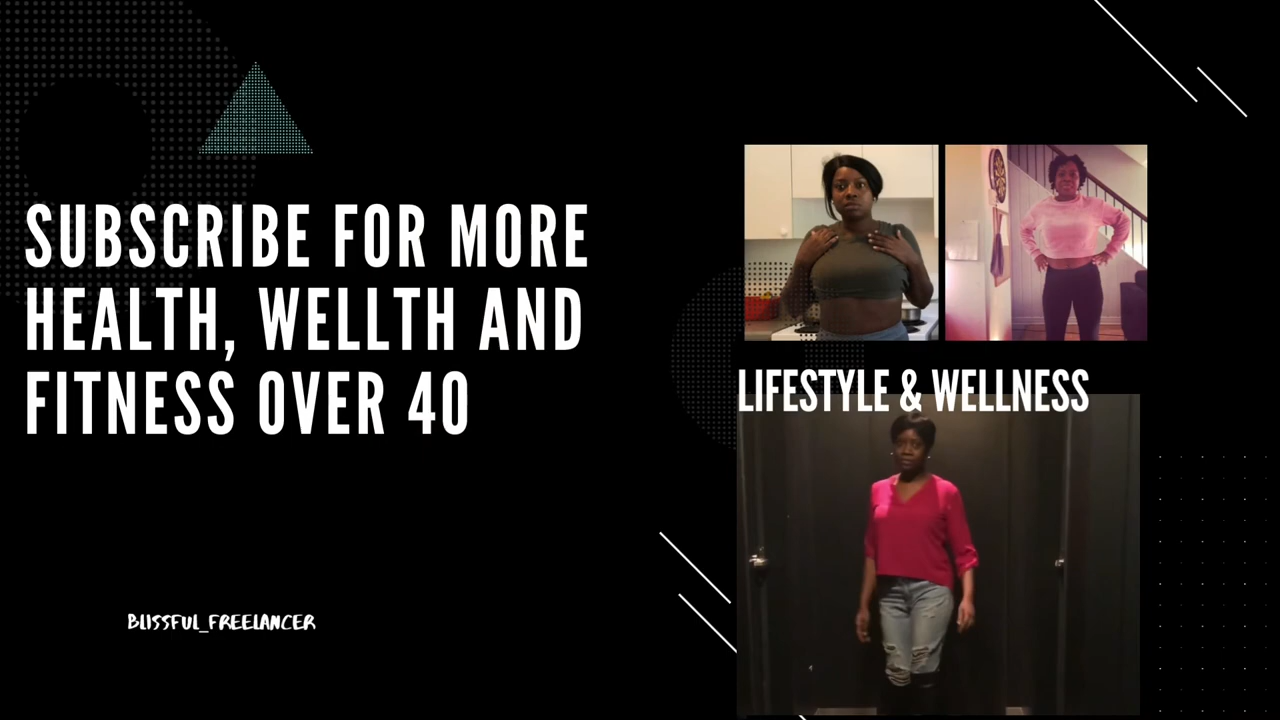 SUBSCRIBE FOR MORE
HEALTH, WELLTH AND
FITNESS OVER 40
LIFESTYLE & WELLNESS
BLISSFUL_FREELANCER